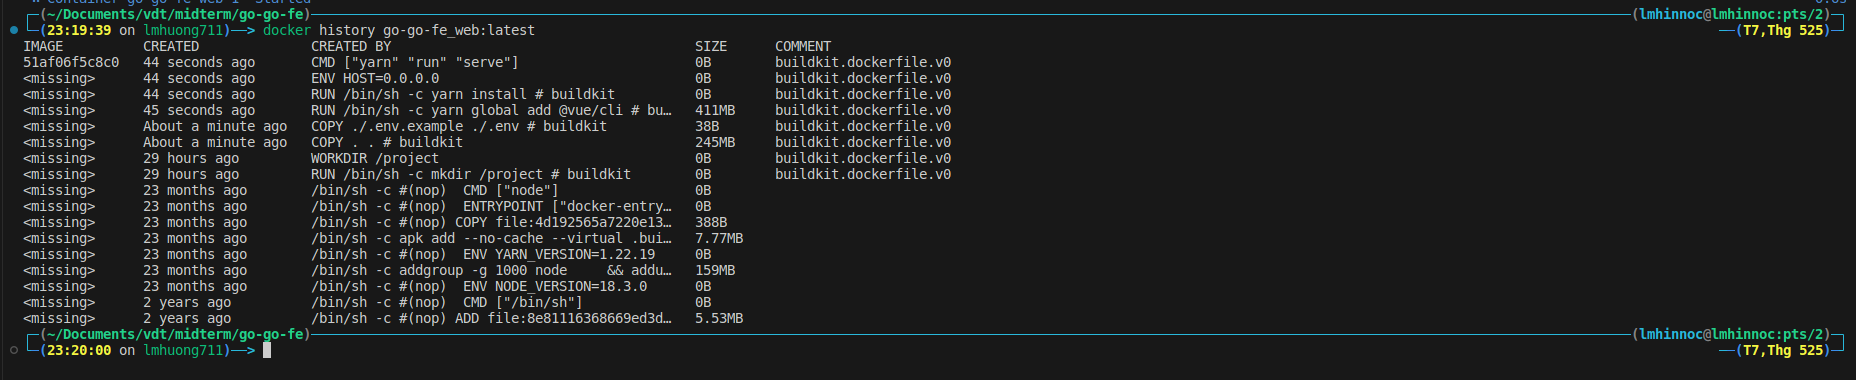 (~/Documents/vdt/midterm/go-go-fe) (lmhinnoc@lmhinnoc:pts/2)
(23:19:39 on lmhuong711)──> docker history go-go-fe_web:latest (T7,Thg 525)
IMAGE CREATED CREATED BY SIZE COMMENT
51af06f5c8c0 44 seconds ago CMD ["yarn" "run" "serve"] 0B buildkit.dockerfile.v0
<missing> 44 seconds ago ENV HOST=0.0.0.0 0B buildkit.dockerfile.v0
<missing> 44 seconds ago RUN /bin/sh -c yarn install # buildkit 0B buildkit.dockerfile.v0
<missing> 45 seconds ago RUN /bin/sh -c yarn global add @vue/cli # bu… 411MB buildkit.dockerfile.v0
<missing> About a minute ago COPY ./.env.example ./.env # buildkit 38B buildkit.dockerfile.v0
<missing> About a minute ago COPY . . # buildkit 245MB buildkit.dockerfile.v0
<missing> 29 hours ago WORKDIR /project 0B buildkit.dockerfile.v0
<missing> 29 hours ago RUN /bin/sh -c mkdir /project # buildkit 0B buildkit.dockerfile.v0
<missing> 23 months ago /bin/sh -c #(nop) CMD ["node"] 0B
<missing> 23 months ago /bin/sh -c #(nop) ENTRYPOINT ["docker-entry… 0B
<missing> 23 months ago /bin/sh -c #(nop) COPY file:4d192565a7220e13… 388B
<missing> 23 months ago /bin/sh -c apk add --no-cache --virtual .bui… 7.77MB
<missing> 23 months ago /bin/sh -c #(nop) ENV YARN_VERSION=1.22.19 0B
<missing> 23 months ago /bin/sh -c addgroup -g 1000 node && addu… 159MB
<missing> 23 months ago /bin/sh -c #(nop) ENV NODE_VERSION=18.3.0 0B
<missing> 2 years ago /bin/sh -c #(nop) CMD ["/bin/sh"] 0B
<missing> 2 years ago /bin/sh -c #(nop) ADD file:8e81116368669ed3d… 5.53MB
(~/Documents/vdt/midterm/go-go-fe) (lmhinnoc@lmhinnoc:pts/2)
(23:20:00 on lmhuong711)──> (T7,Thg 525)